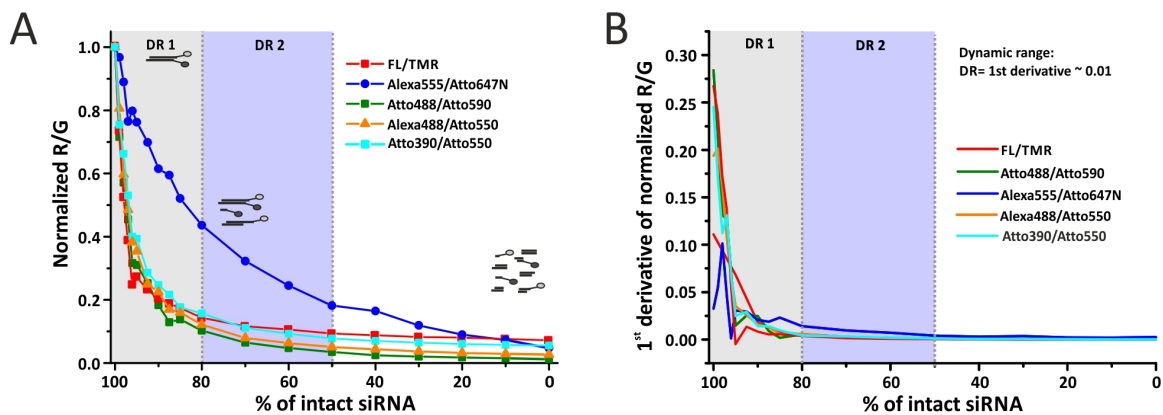 A
DR 1
DR 2
FL/TMR
Alexa555/Atto647N
Atto488/Atto590
Alexa488/Atto550
Atto390/Atto550
Normalized R/G
1.0
0.8
0.6
0.4
0.2
0.0
100
80
60
40
20
0
% of intact siRNA
B
DR 1
DR 2
Dynamic range:
DR= 1st derivative ~ 0.01
FL/TMR
Atto488/Atto590
Alexa555/Atto647N
Alexa488/Atto550
Atto390/Atto550
1st derivative of normalized R/G
0.30
0.25
0.20
0.15
0.10
0.05
0.00
100
80
60
40
20
0
% of intact siRNA